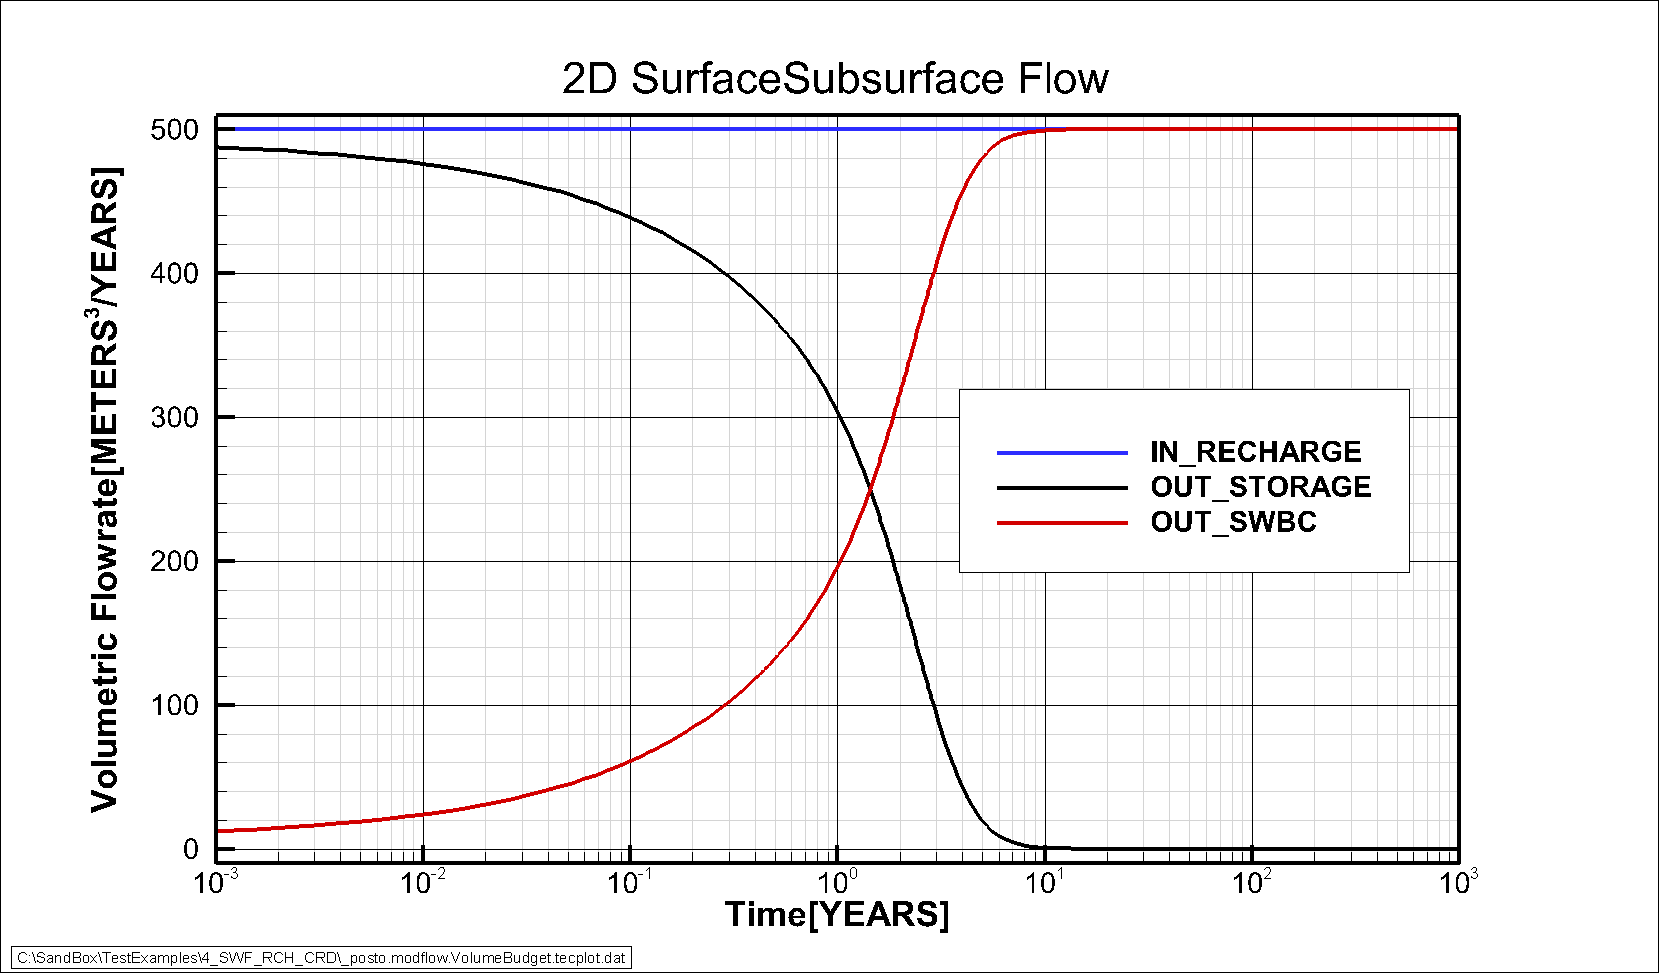 2D SurfaceSubsurface Flow
Volumetric Flowrate[METERS³/YEARS]
500
400
300
200
100
0
IN_RECHARGE
OUT_STORAGE
OUT_SWBC
10⁻³ 10⁻² 10⁻¹ 10⁰ 10¹ 10² 10³
Time[YEARS]
C:\SandBox\TestExamples\4_SWF_RCH_CRD\_posto.modflow.VolumeBudget.tecplot.dat